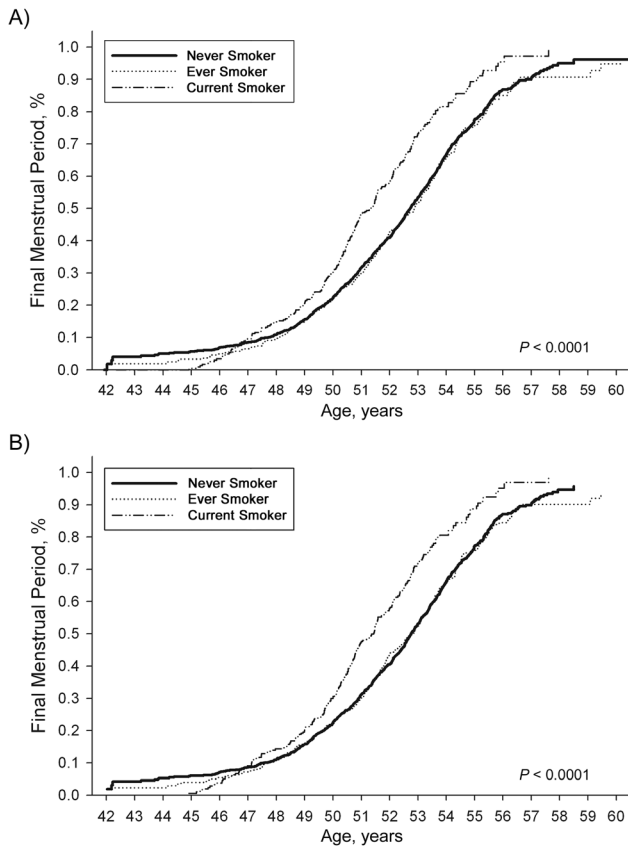 A)
1.0
0.9
0.8
0.7
0.6
0.5
0.4
0.3
0.2
0.1
0.0
Final Menstrual Period, %
Never Smoker
Ever Smoker
Current Smoker
P < 0.0001
42 43 44 45 46 47 48 49 50 51 52 53 54 55 56 57 58 59 60
Age, years
B)
1.0
0.9
0.8
0.7
0.6
0.5
0.4
0.3
0.2
0.1
0.0
Final Menstrual Period, %
Never Smoker
Ever Smoker
Current Smoker
P < 0.0001
42 43 44 45 46 47 48 49 50 51 52 53 54 55 56 57 58 59 60
Age, years